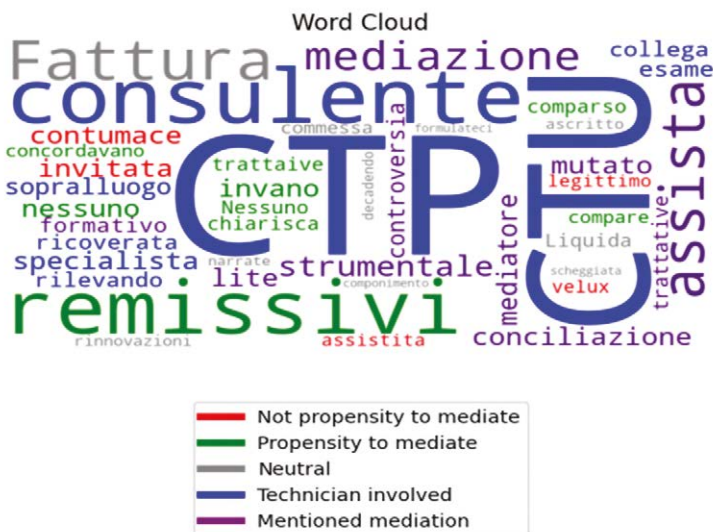 Word Cloud
Fattura
mediazione
collega
esame
consulente
CTU
comparso
ascritto
assista
contumace
commessa
formulateci
concordavano
CTP
controversia
invitata
trattaive
decadendo
mutato
legittimo
sopralluogo
invano
nessuno
Nessuno
compare
formativo
chiarisca
mediatore
Liquida
trattative
ricoverata
specialista
narrate
strumentale
scheggiata
rilevando
lite
componimento
velux
remissivi
conciliazione
rinnovazioni
assistita
Not propensity to mediate
Propensity to mediate
Neutral
Technician involved
Mentioned mediation